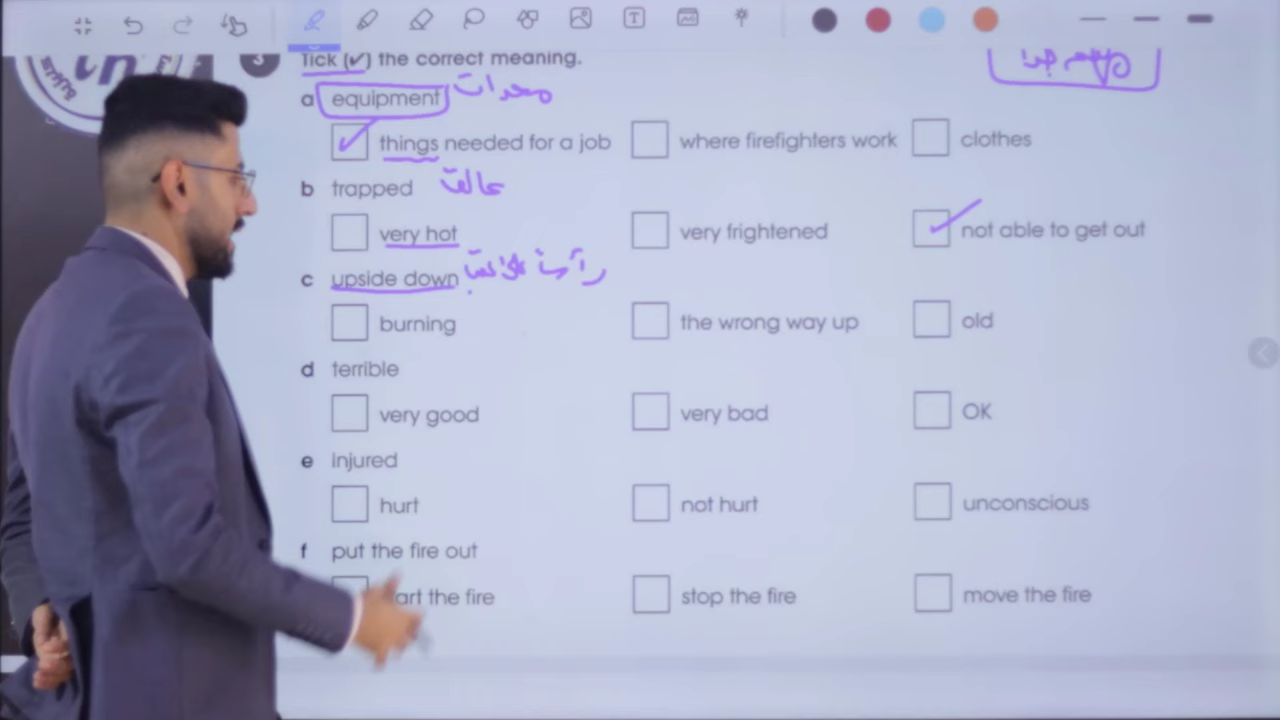 3 Tick (✔) the correct meaning.
a equipment معدات
✓ things needed for a job where firefighters work clothes
b trapped عالق
very hot very frightened ✓ not able to get out
c upside down رأسا على
burning the wrong way up old
d terrible
very good very bad OK
e injured
hurt not hurt unconscious
f put the fire out
art the fire stop the fire move the fire